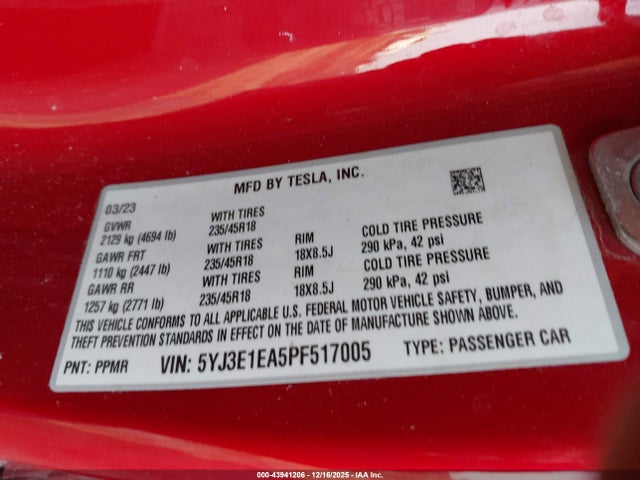 MFD BY TESLA, INC.
03/23
GVWR WITH TIRES
2129 kg (4694 lb) 235/45R18 COLD TIRE PRESSURE
GAWR FRT WITH TIRES RIM 290 kPa, 42 psi
1110 kg (2447 lb) 235/45R18 18X8.5J COLD TIRE PRESSURE
GAWR RR WITH TIRES RIM 290 kPa, 42 psi
1257 kg (2771 lb) 235/45R18 18X8.5J
THIS VEHICLE CONFORMS TO ALL APPLICABLE U.S. FEDERAL MOTOR VEHICLE SAFETY, BUMPER, AND
THEFT PREVENTION STANDARDS IN EFFECT ON THE DATE OF MANUFACTURE SHOWN ABOVE.
PNT: PPMR VIN: 5YJ3E1EA5PF517005 TYPE: PASSENGER CAR
000-43941206 - 12/16/2025 - IAA Inc.